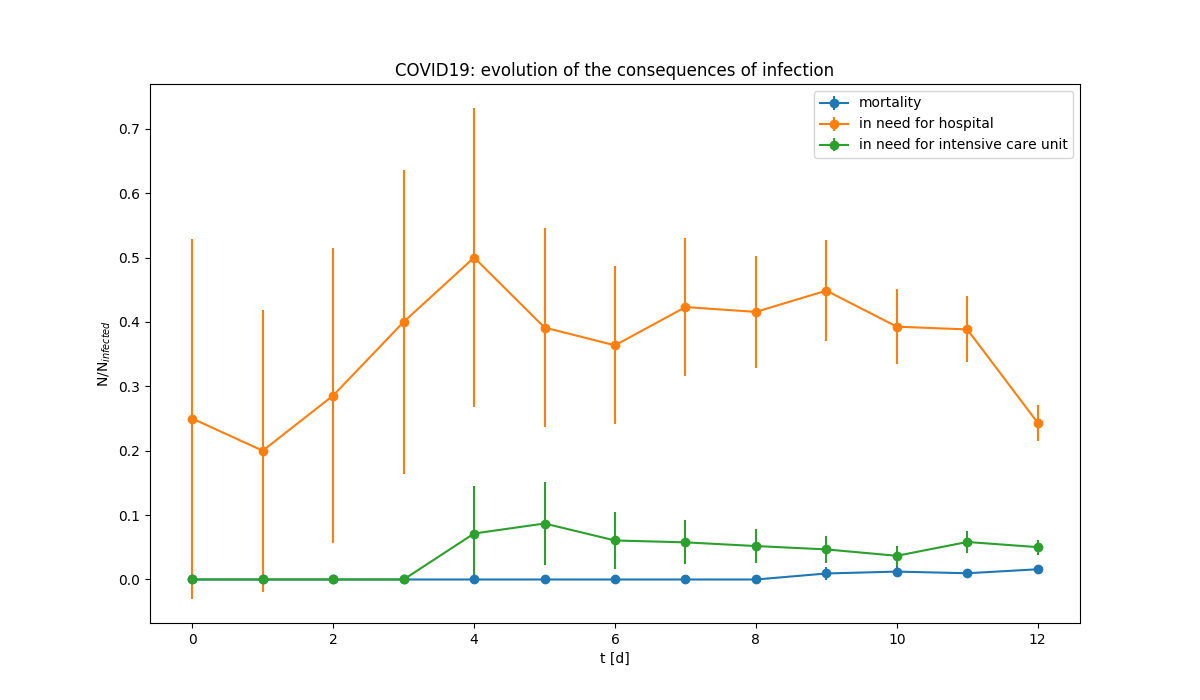 COVID19: evolution of the consequences of infection
mortality
in need for hospital
in need for intensive care unit
N/N_infected
0.7
0.6
0.5
0.4
0.3
0.2
0.1
0.0
0 2 4 6 8 10 12
t [d]